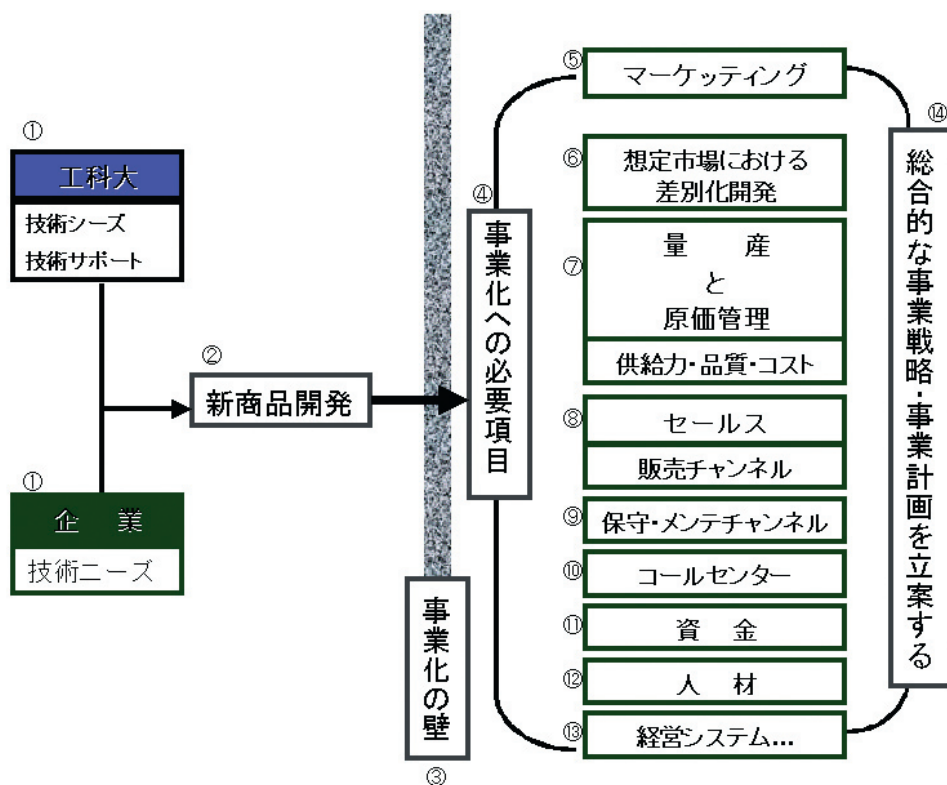 ①
工科大
技術シーズ
技術サポート
①
企　業
技術ニーズ
②
新商品開発
事業化の壁
③
④
事業化への必要項目
⑤
マーケッティング
⑥
想定市場における
差別化開発
⑦
量　産
と
原価管理
供給力・品質・コスト
⑧
セールス
販売チャンネル
⑨
保守・メンテチャンネル
⑩
コールセンター
⑪
資　金
⑫
人　材
⑬
経営システム…
⑭
総合的な事業戦略・事業計画を立案する